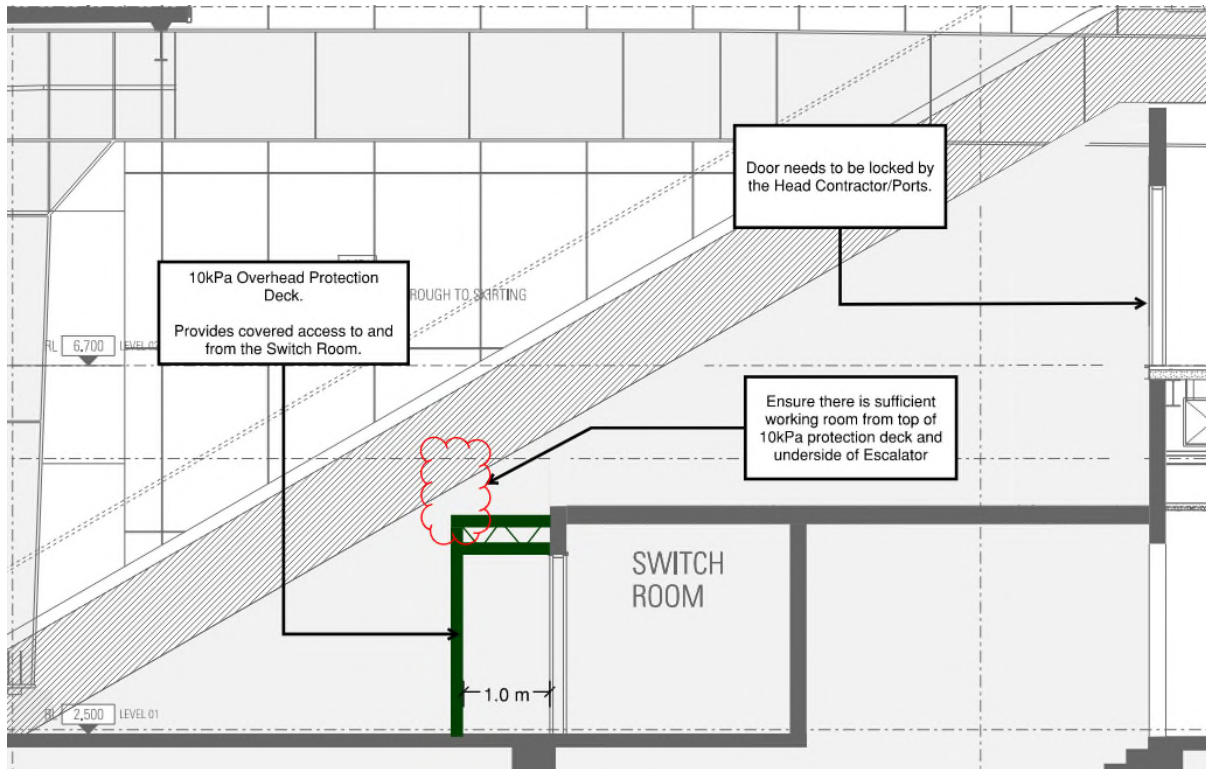 Door needs to be locked by
the Head Contractor/Ports.
10kPa Overhead Protection
Deck.
Provides covered access to and
from the Switch Room.
ROUGH TO SKIRTING
RL 6,700 LEVEL
Ensure there is sufficient
working room from top of
10kPa protection deck and
underside of Escalator
SWITCH
ROOM
1.0 m
RL 2,500 LEVEL 01